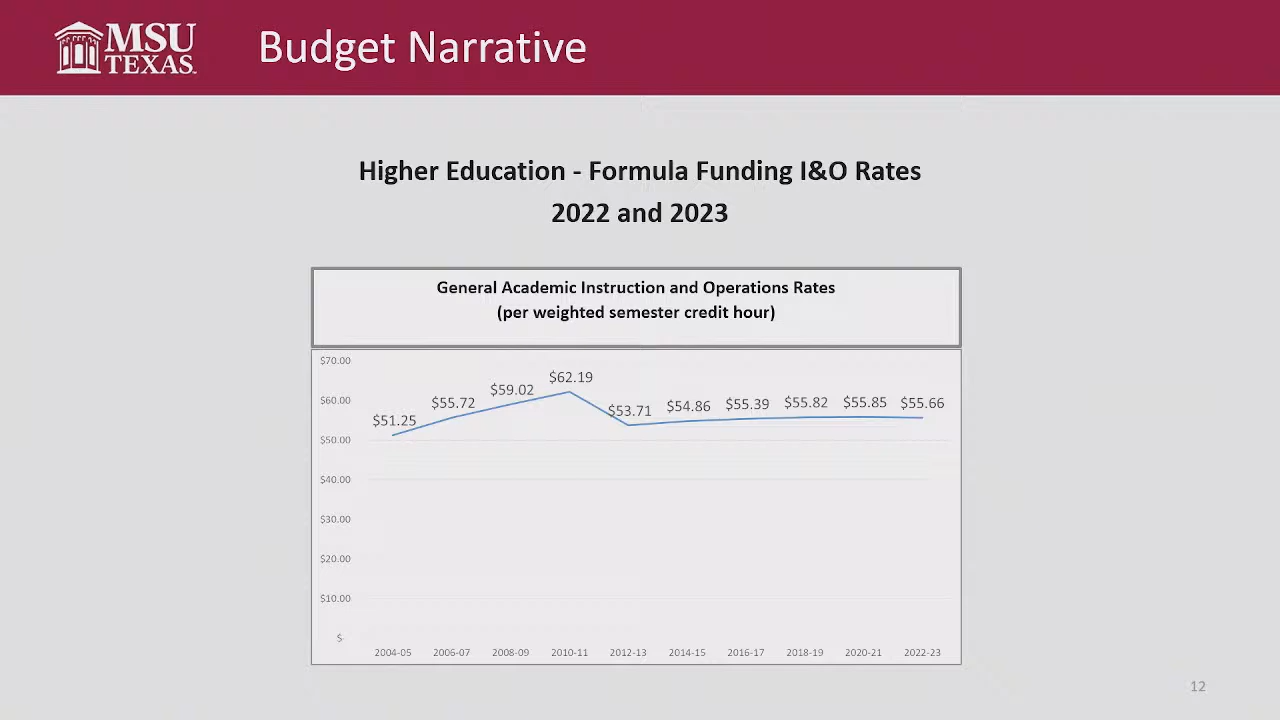 MSU
TEXAS
Budget Narrative
Higher Education - Formula Funding I&O Rates
2022 and 2023
General Academic Instruction and Operations Rates
(per weighted semester credit hour)
$70.00
$60.00
$50.00
$40.00
$30.00
$20.00
$10.00
$-
$51.25
$55.72
$59.02
$62.19
$53.71
$54.86
$55.39
$55.82
$55.85
$55.66
2004-05 2006-07 2008-09 2010-11 2012-13 2014-15 2016-17 2018-19 2020-21 2022-23
12